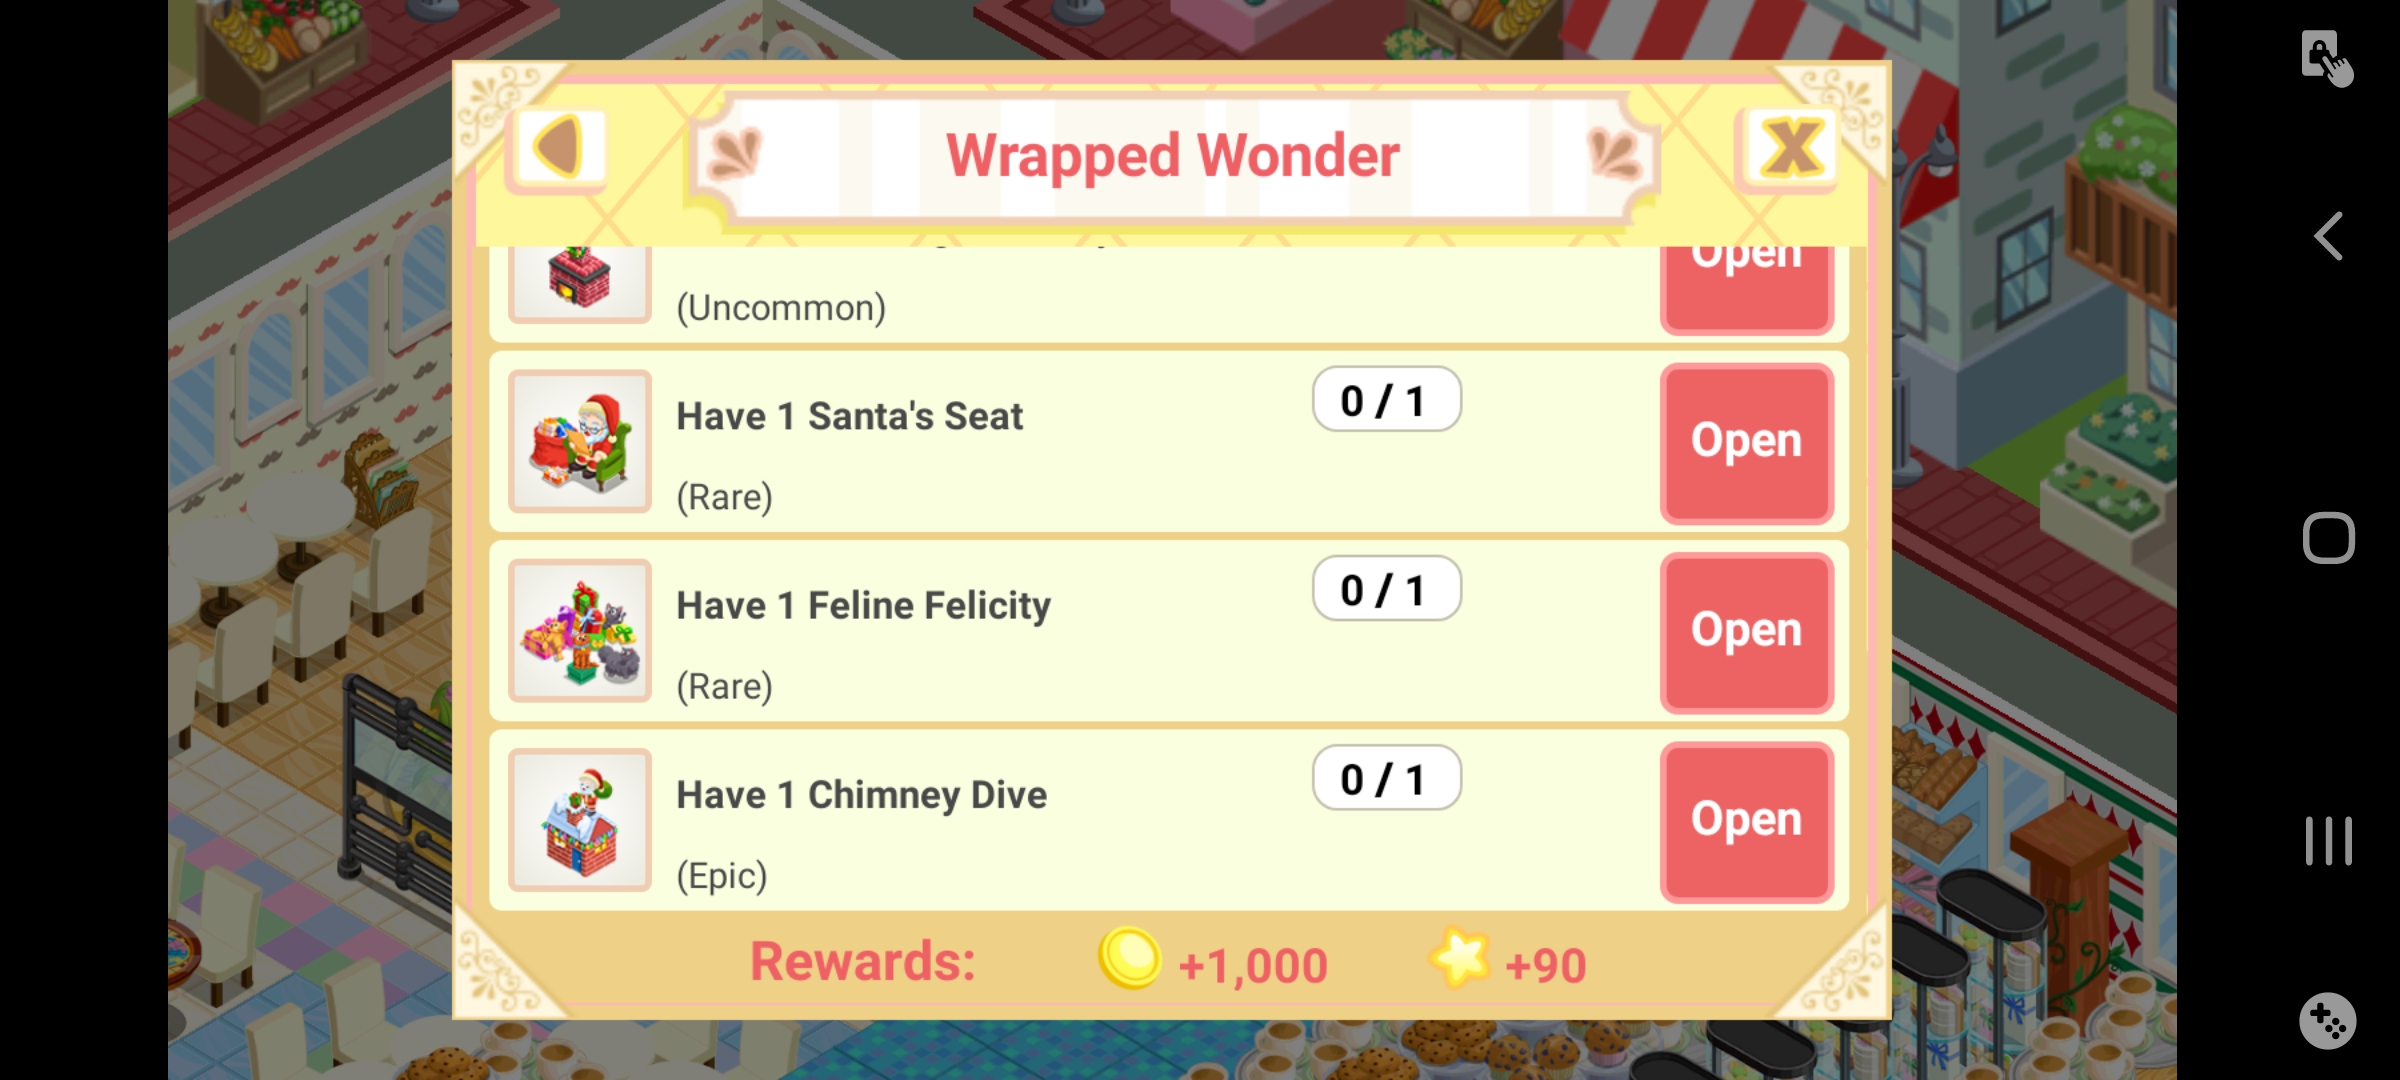 Wrapped Wonder
Open
(Uncommon)
Have 1 Santa's Seat
0 / 1
Open
(Rare)
Have 1 Feline Felicity
0 / 1
Open
(Rare)
Have 1 Chimney Dive
0 / 1
Open
(Epic)
Rewards:
+1,000
+90